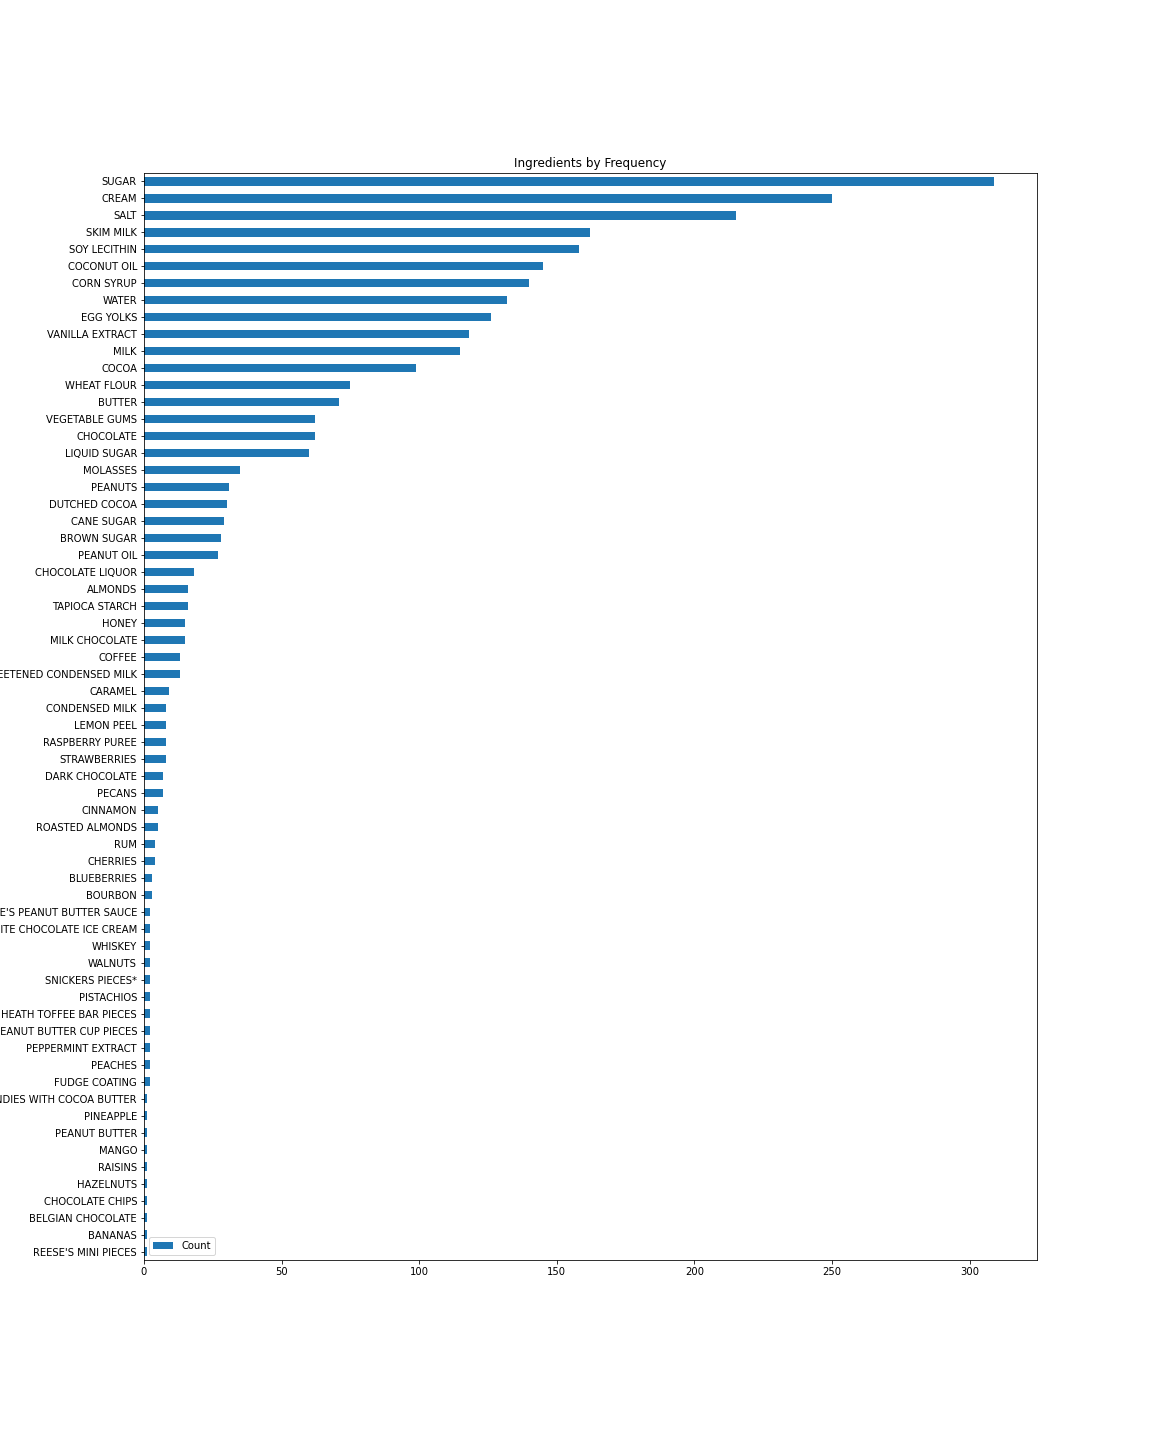 Ingredients by Frequency
SUGAR
CREAM
SALT
SKIM MILK
SOY LECITHIN
COCONUT OIL
CORN SYRUP
WATER
EGG YOLKS
VANILLA EXTRACT
MILK
COCOA
WHEAT FLOUR
BUTTER
VEGETABLE GUMS
CHOCOLATE
LIQUID SUGAR
MOLASSES
PEANUTS
DUTCHED COCOA
CANE SUGAR
BROWN SUGAR
PEANUT OIL
CHOCOLATE LIQUOR
ALMONDS
TAPIOCA STARCH
HONEY
MILK CHOCOLATE
COFFEE
EETENED CONDENSED MILK
CARAMEL
CONDENSED MILK
LEMON PEEL
RASPBERRY PUREE
STRAWBERRIES
DARK CHOCOLATE
PECANS
CINNAMON
ROASTED ALMONDS
RUM
CHERRIES
BLUEBERRIES
BOURBON
E'S PEANUT BUTTER SAUCE
ITE CHOCOLATE ICE CREAM
WHISKEY
WALNUTS
SNICKERS PIECES*
PISTACHIOS
HEATH TOFFEE BAR PIECES
EANUT BUTTER CUP PIECES
PEPPERMINT EXTRACT
PEACHES
FUDGE COATING
NDIES WITH COCOA BUTTER
PINEAPPLE
PEANUT BUTTER
MANGO
RAISINS
HAZELNUTS
CHOCOLATE CHIPS
BELGIAN CHOCOLATE
BANANAS
REESE'S MINI PIECES
Count
0 50 100 150 200 250 300